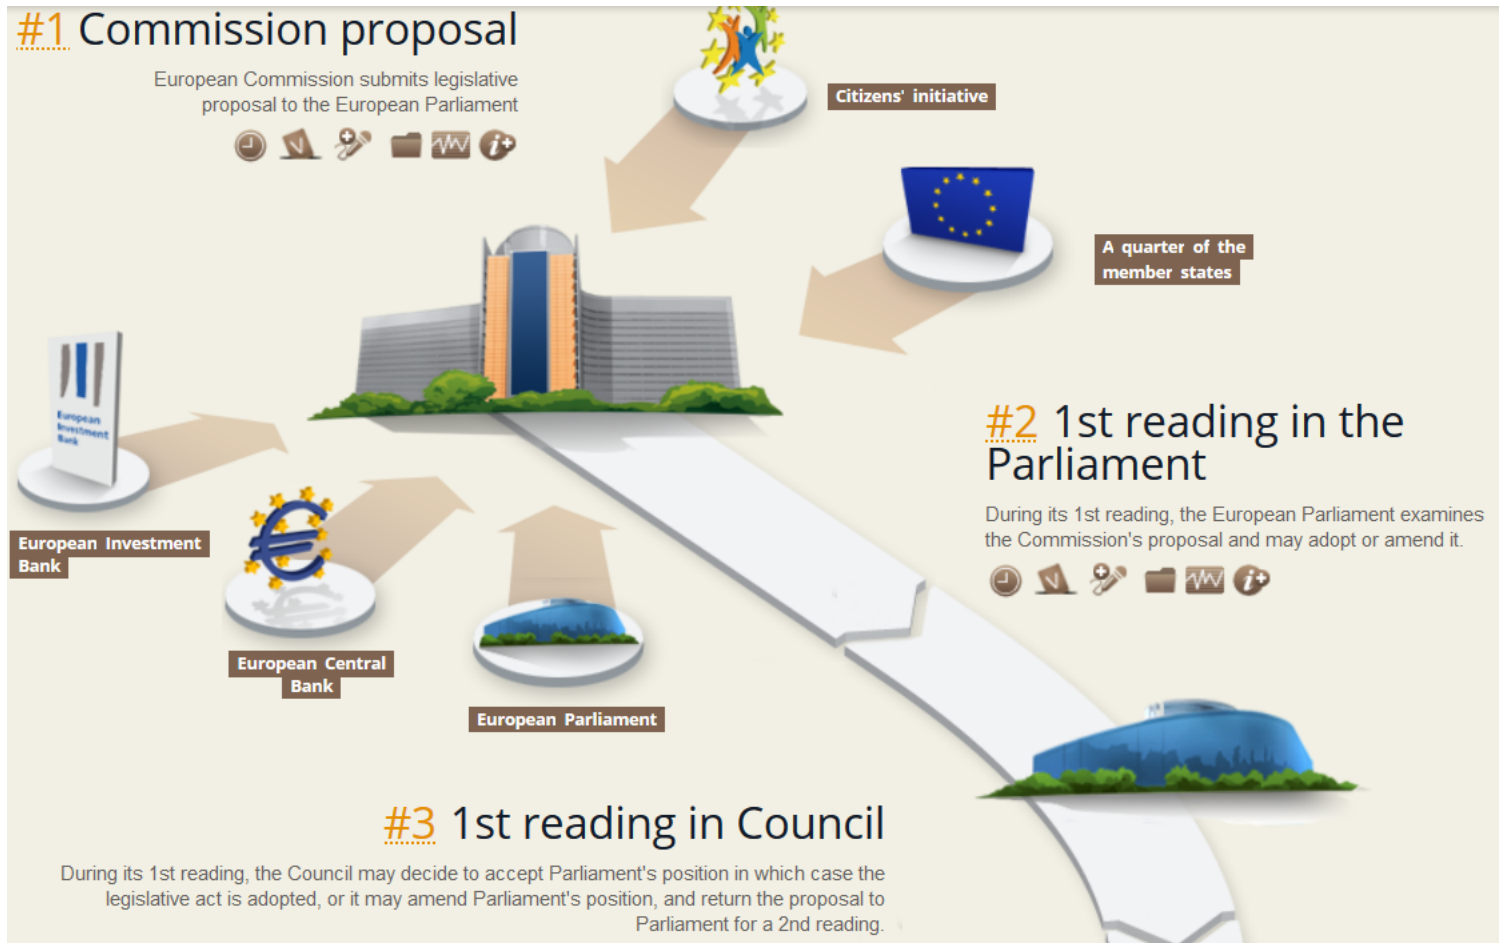 #1 Commission proposal
European Commission submits legislative
proposal to the European Parliament
Citizens' initiative
A quarter of the
member states
European
Investment
Bank
European Investment
Bank
European Central
Bank
European Parliament
#2 1st reading in the
Parliament
During its 1st reading, the European Parliament examines
the Commission's proposal and may adopt or amend it.
#3 1st reading in Council
During its 1st reading, the Council may decide to accept Parliament's position in which case the
legislative act is adopted, or it may amend Parliament's position, and return the proposal to
Parliament for a 2nd reading.